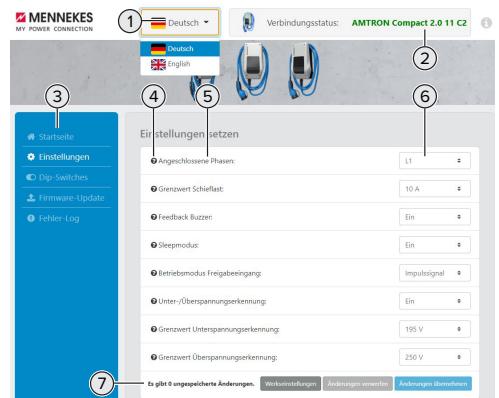 MENNEKES
MY POWER CONNECTION
1
Deutsch
Verbindungsstatus: AMTRON Compact 2.0 11 C2
Deutsch
English
2
3
4
5
6
Startseite
Einstellungen
Dip-Switches
Firmware-Update
Fehler-Log
Einstellungen setzen
Angeschlossene Phasen: L1
Grenzwert Schieflast: 10 A
Feedback Buzzer: Ein
Sleepmodus: Ein
Betriebsmodus Freigabeeingang: Impulssignal
Unter-/Überspannungserkennung: Ein
Grenzwert Unterspannungserkennung: 195 V
Grenzwert Überspannungserkennung: 250 V
7
Es gibt 0 ungespeicherte Änderungen. Werkseinstellungen Änderungen verwerfen Änderungen übernehmen